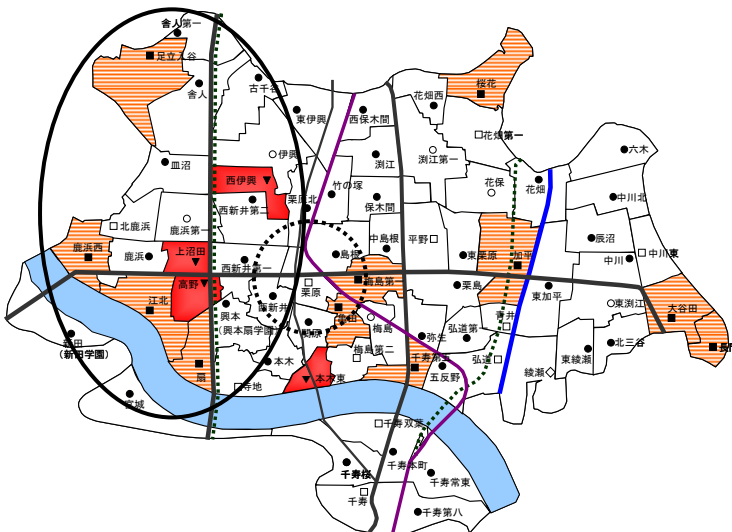 舎人第一
足立入谷
舎人
古千谷
桜花
花畑西
東伊興
西保木間
花畑第一
六木
伊興
渕江
渕江第一
皿沼
西伊興
竹の塚
花保
花畑
栗原北
保木間
中川北
西新井第二
北鹿浜
鹿浜第一
鹿浜西
鹿浜
上沼田
島根
中島根
平野
東栗原
加平
辰沼
中川
中川東
西新井第一
高野
栗原
梅島第一
栗島
東加平
江北
興本
(興本扇学園)
西新井
東渕江
大谷田
関原
梅島
弥生
弘道第一
青井
新田
(新田学園)
本木
梅島第二
千寿第五
弘道
東綾瀬
北三谷
扇
寺地
本木東
五反野
綾瀬
宮城
千寿双葉
千寿桜
千寿本町
千寿常東
千寿
千寿第八